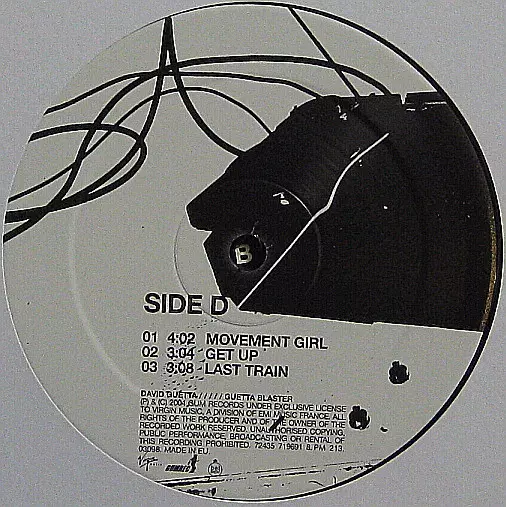 B
SIDE D
01 4:02 MOVEMENT GIRL
02 3:04 GET UP
03 3:08 LAST TRAIN
DAVID GUETTA ///// GUETTA BLASTER
(P) & (C) 2004 GUM RECORDS UNDER EXCLUSIVE LICENSE
TO VIRGIN MUSIC, A DIVISION OF EMI MUSIC FRANCE. ALL
RIGHTS OF THE PRODUCER AND OF THE OWNER OF THE
RECORDED WORK RESERVED. UNAUTHORISED COPYING,
PUBLIC PERFORMANCE, BROADCASTING OR RENTAL OF
THIS RECORDING PROHIBITED. 72435 719691 8. PM 213.
03098. MADE IN EU.
Virgin